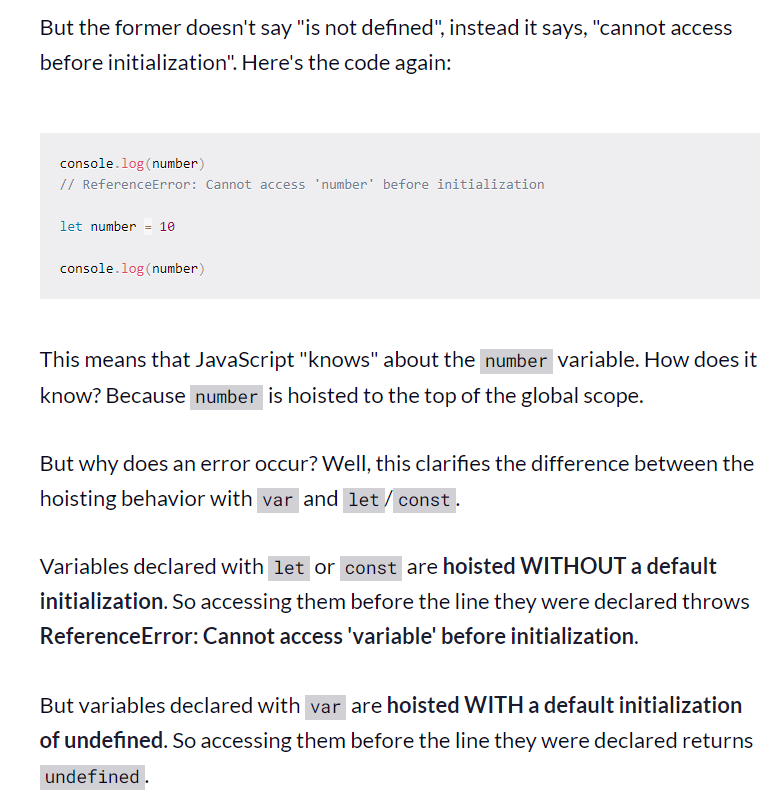 But the former doesn't say "is not defined", instead it says, "cannot access
before initialization". Here's the code again:
console.log(number)
// ReferenceError: Cannot access 'number' before initialization
let number = 10
console.log(number)
This means that JavaScript "knows" about the number variable. How does it
know? Because number is hoisted to the top of the global scope.
But why does an error occur? Well, this clarifies the difference between the
hoisting behavior with var and let/const.
Variables declared with let or const are hoisted WITHOUT a default
initialization. So accessing them before the line they were declared throws
ReferenceError: Cannot access 'variable' before initialization.
But variables declared with var are hoisted WITH a default initialization
of undefined. So accessing them before the line they were declared returns
undefined.